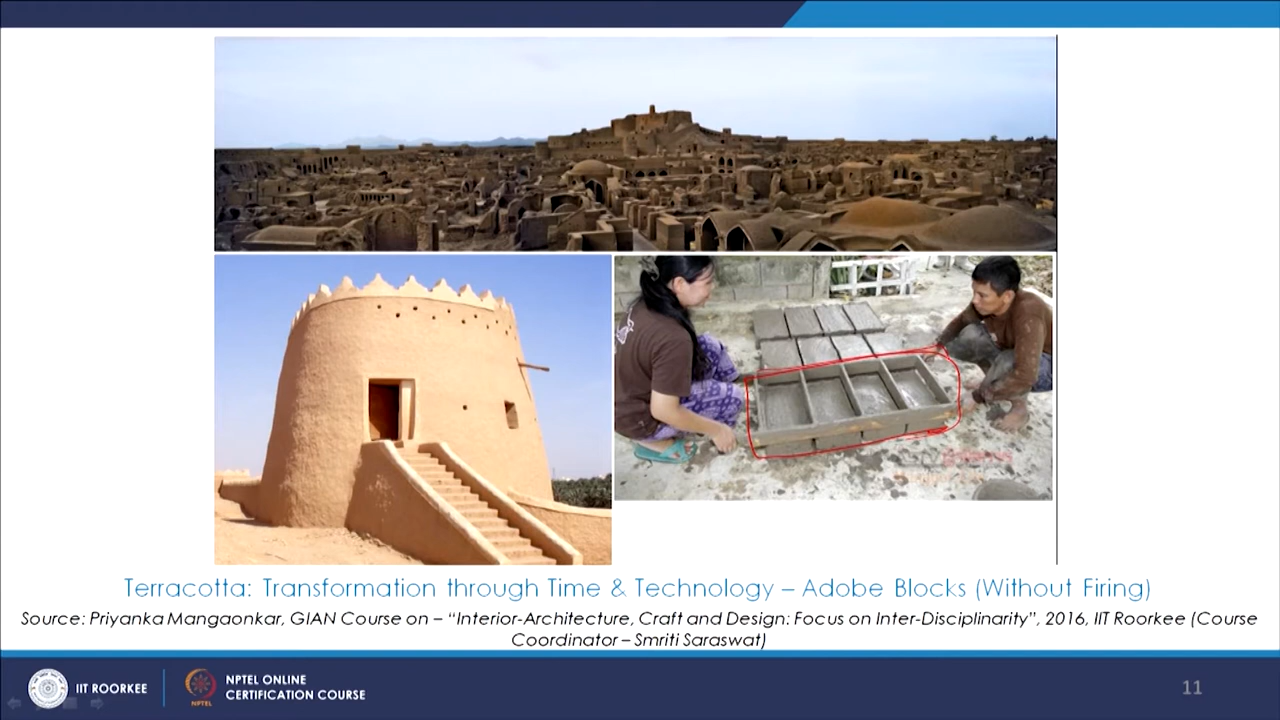 Terracotta: Transformation through Time & Technology – Adobe Blocks (Without Firing)
Source: Priyanka Mangaonkar, GIAN Course on – “Interior-Architecture, Craft and Design: Focus on Inter-Disciplinarity”, 2016, IIT Roorkee (Course
Coordinator – Smriti Saraswat)
IIT ROORKEE
NPTEL
NPTEL ONLINE
CERTIFICATION COURSE
11